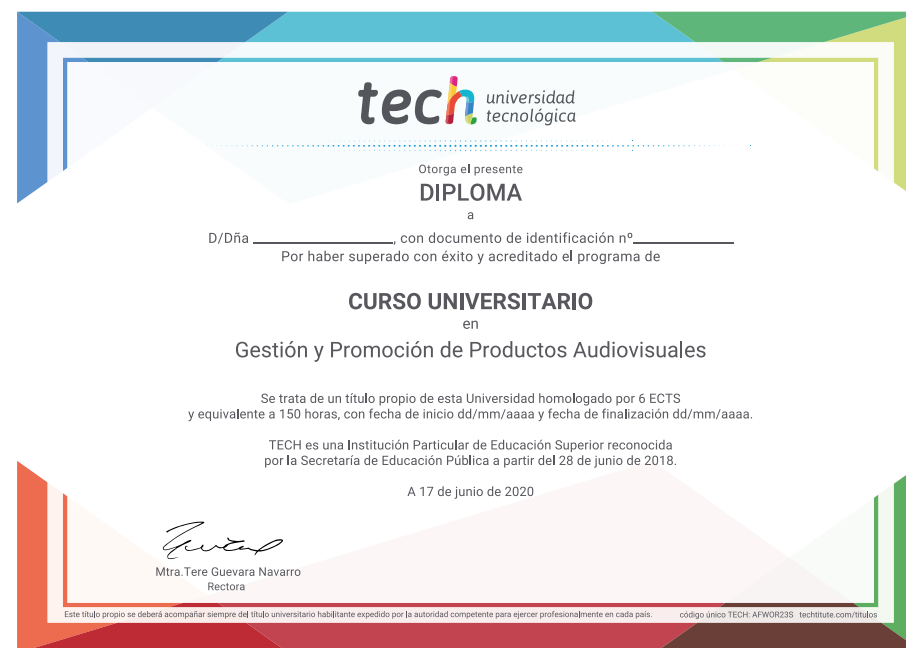 tech universidad
tecnológica
Otorga el presente
DIPLOMA
a
D/Dña ____________________, con documento de identificación nº______________
Por haber superado con éxito y acreditado el programa de
CURSO UNIVERSITARIO
en
Gestión y Promoción de Productos Audiovisuales
Se trata de un título propio de esta Universidad homologado por 6 ECTS
y equivalente a 150 horas, con fecha de inicio dd/mm/aaaa y fecha de finalización dd/mm/aaaa.
TECH es una Institución Particular de Educación Superior reconocida
por la Secretaría de Educación Pública a partir del 28 de junio de 2018.
A 17 de junio de 2020
Mtra.Tere Guevara Navarro
Rectora
Este título propio se deberá acompañar siempre del título universitario habilitante expedido por la autoridad competente para ejercer profesionalmente en cada país. código único TECH: AFWOR23S techtitute.com/titulos